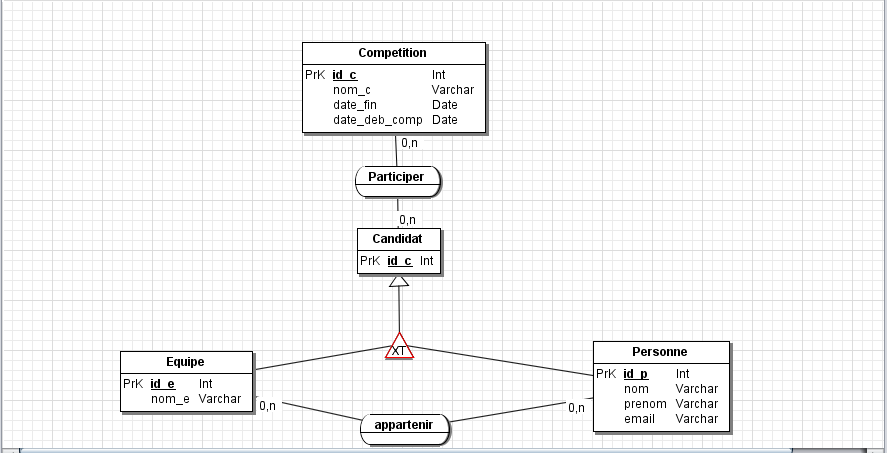 Competition
PrK id_c Int
nom_c Varchar
date_fin Date
date_deb_comp Date
0,n
Participer
0,n
Candidat
PrK id_c Int
XT
Equipe
PrK id_e Int
nom_e Varchar
Personne
PrK id_p Int
nom Varchar
prenom Varchar
email Varchar
0,n
0,n
appartenir